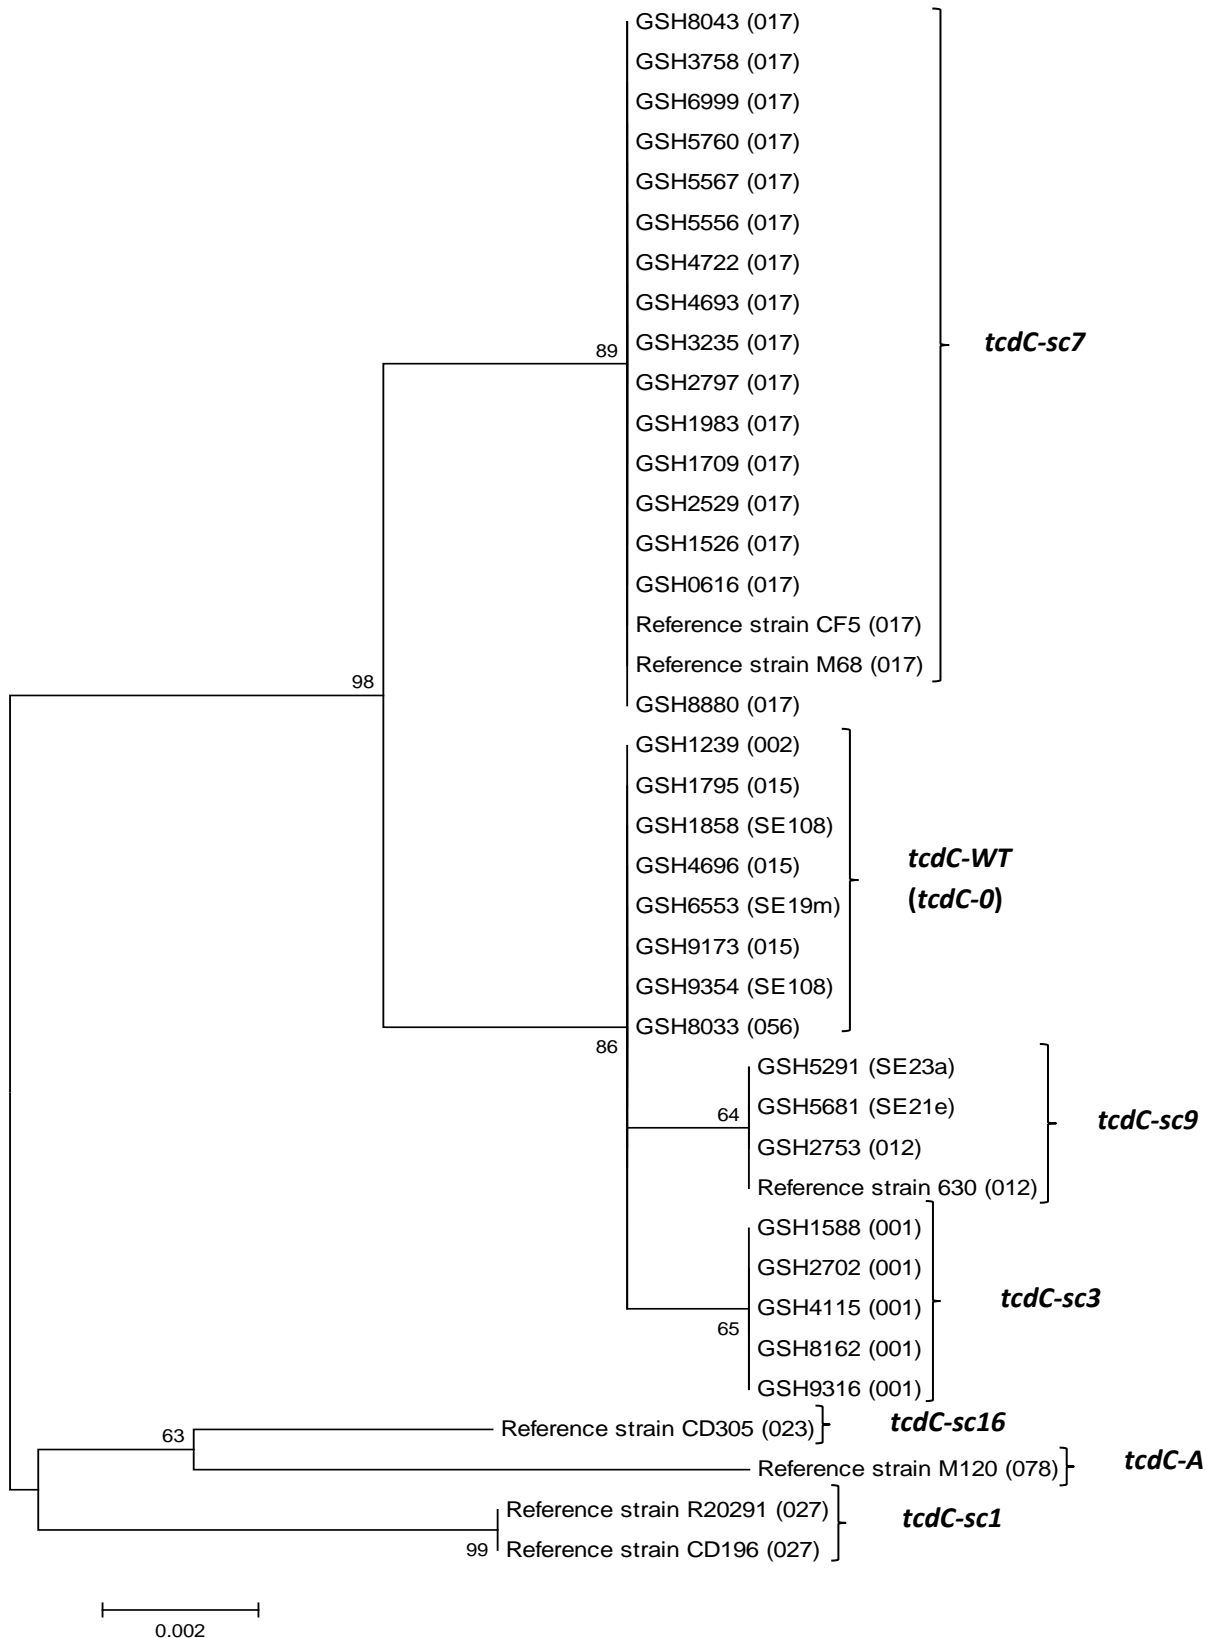 GSH8043 (017)
GSH3758 (017)
GSH6999 (017)
GSH5760 (017)
GSH5567 (017)
GSH5556 (017)
GSH4722 (017)
GSH4693 (017)
GSH3235 (017)
tcdC-sc7
89
GSH2797 (017)
GSH1983 (017)
GSH1709 (017)
GSH2529 (017)
GSH1526 (017)
GSH0616 (017)
Reference strain CF5 (017)
Reference strain M68 (017)
98
GSH8880 (017)
GSH1239 (002)
GSH1795 (015)
GSH1858 (SE108)
GSH4696 (015)
tcdC-WT
(tcdC-0)
GSH6553 (SE19m)
GSH9173 (015)
GSH9354 (SE108)
GSH8033 (056)
86
GSH5291 (SE23a)
GSH5681 (SE21e)
64
tcdC-sc9
GSH2753 (012)
Reference strain 630 (012)
GSH1588 (001)
GSH2702 (001)
GSH4115 (001)
tcdC-sc3
65
GSH8162 (001)
GSH9316 (001)
63
Reference strain CD305 (023)
tcdC-sc16
Reference strain M120 (078)
tcdC-A
Reference strain R20291 (027)
tcdC-sc1
99
Reference strain CD196 (027)
0.002